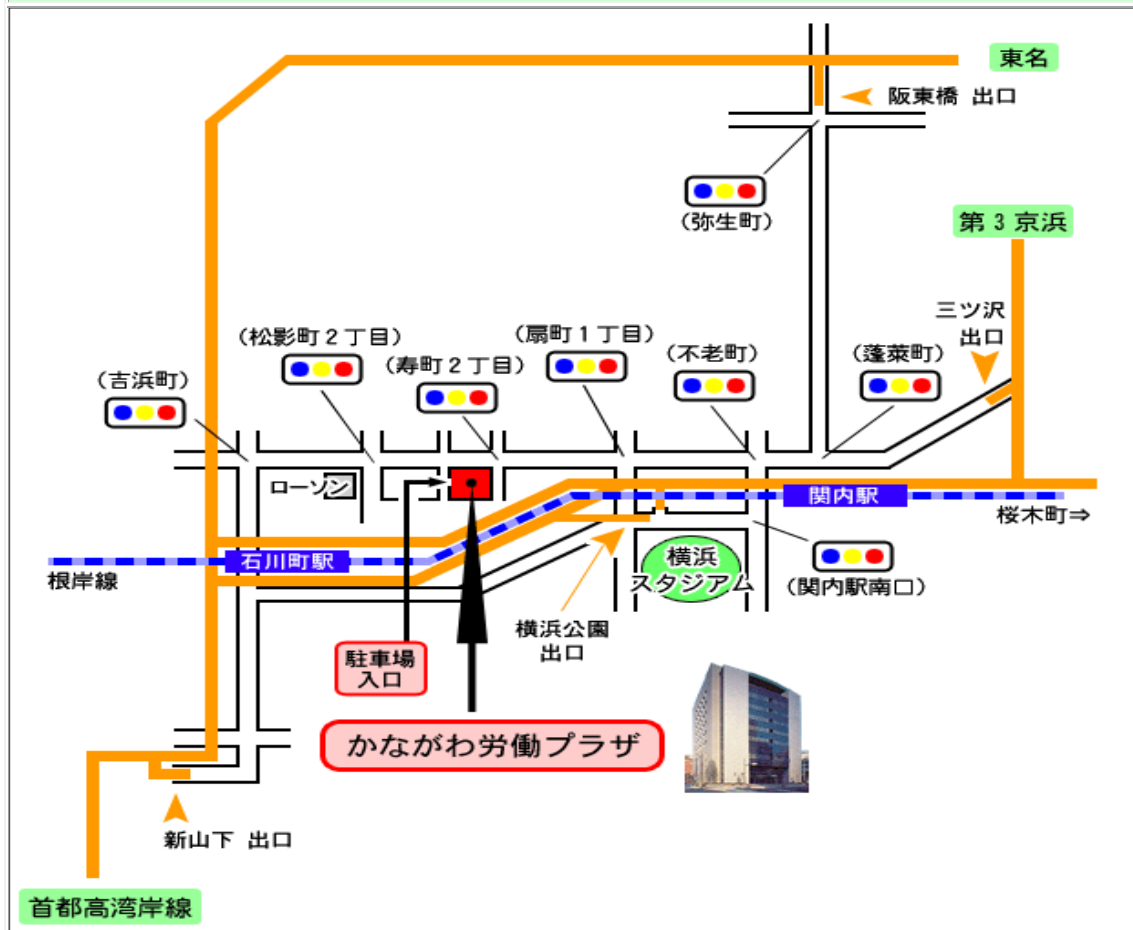 東名
阪東橋 出口
(弥生町)
第3京浜
三ツ沢
出口
(松影町2丁目)
(扇町1丁目)
(不老町)
(蓬莱町)
(吉浜町)
(寿町2丁目)
ローソン
関内駅
桜木町⇒
石川町駅
根岸線
横浜
スタジアム
(関内駅南口)
横浜公園
出口
駐車場
入口
かながわ労働プラザ
新山下 出口
首都高湾岸線